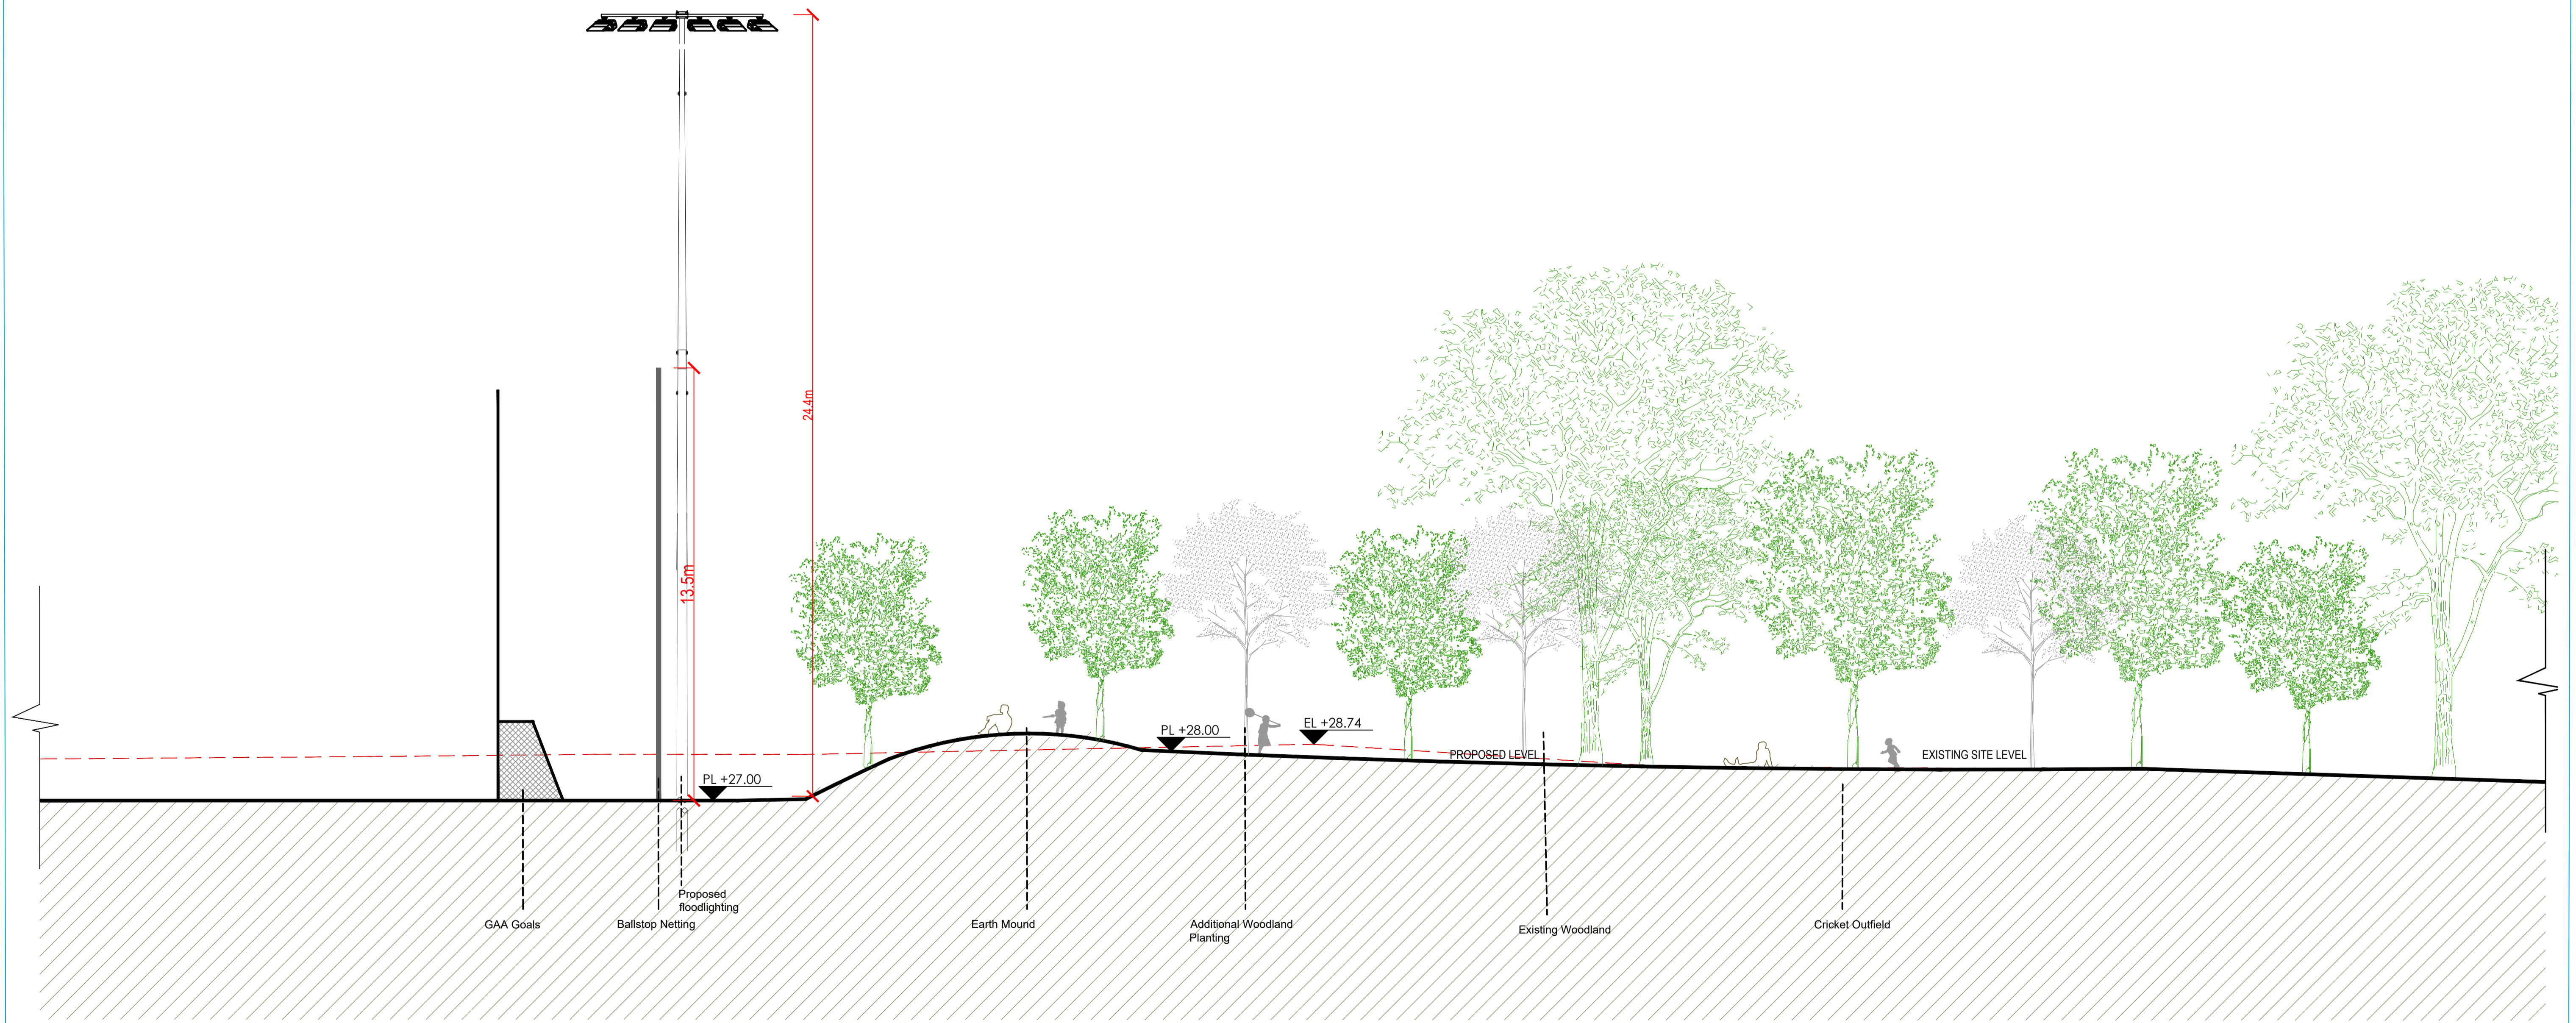 24.4m
13.5m
PL +28.00
EL +28.74
PROPOSED LEVEL
EXISTING SITE LEVEL
PL +27.00
Proposed
floodlighting
GAA Goals
Ballstop Netting
Earth Mound
Additional Woodland
Planting
Existing Woodland
Cricket Outfield